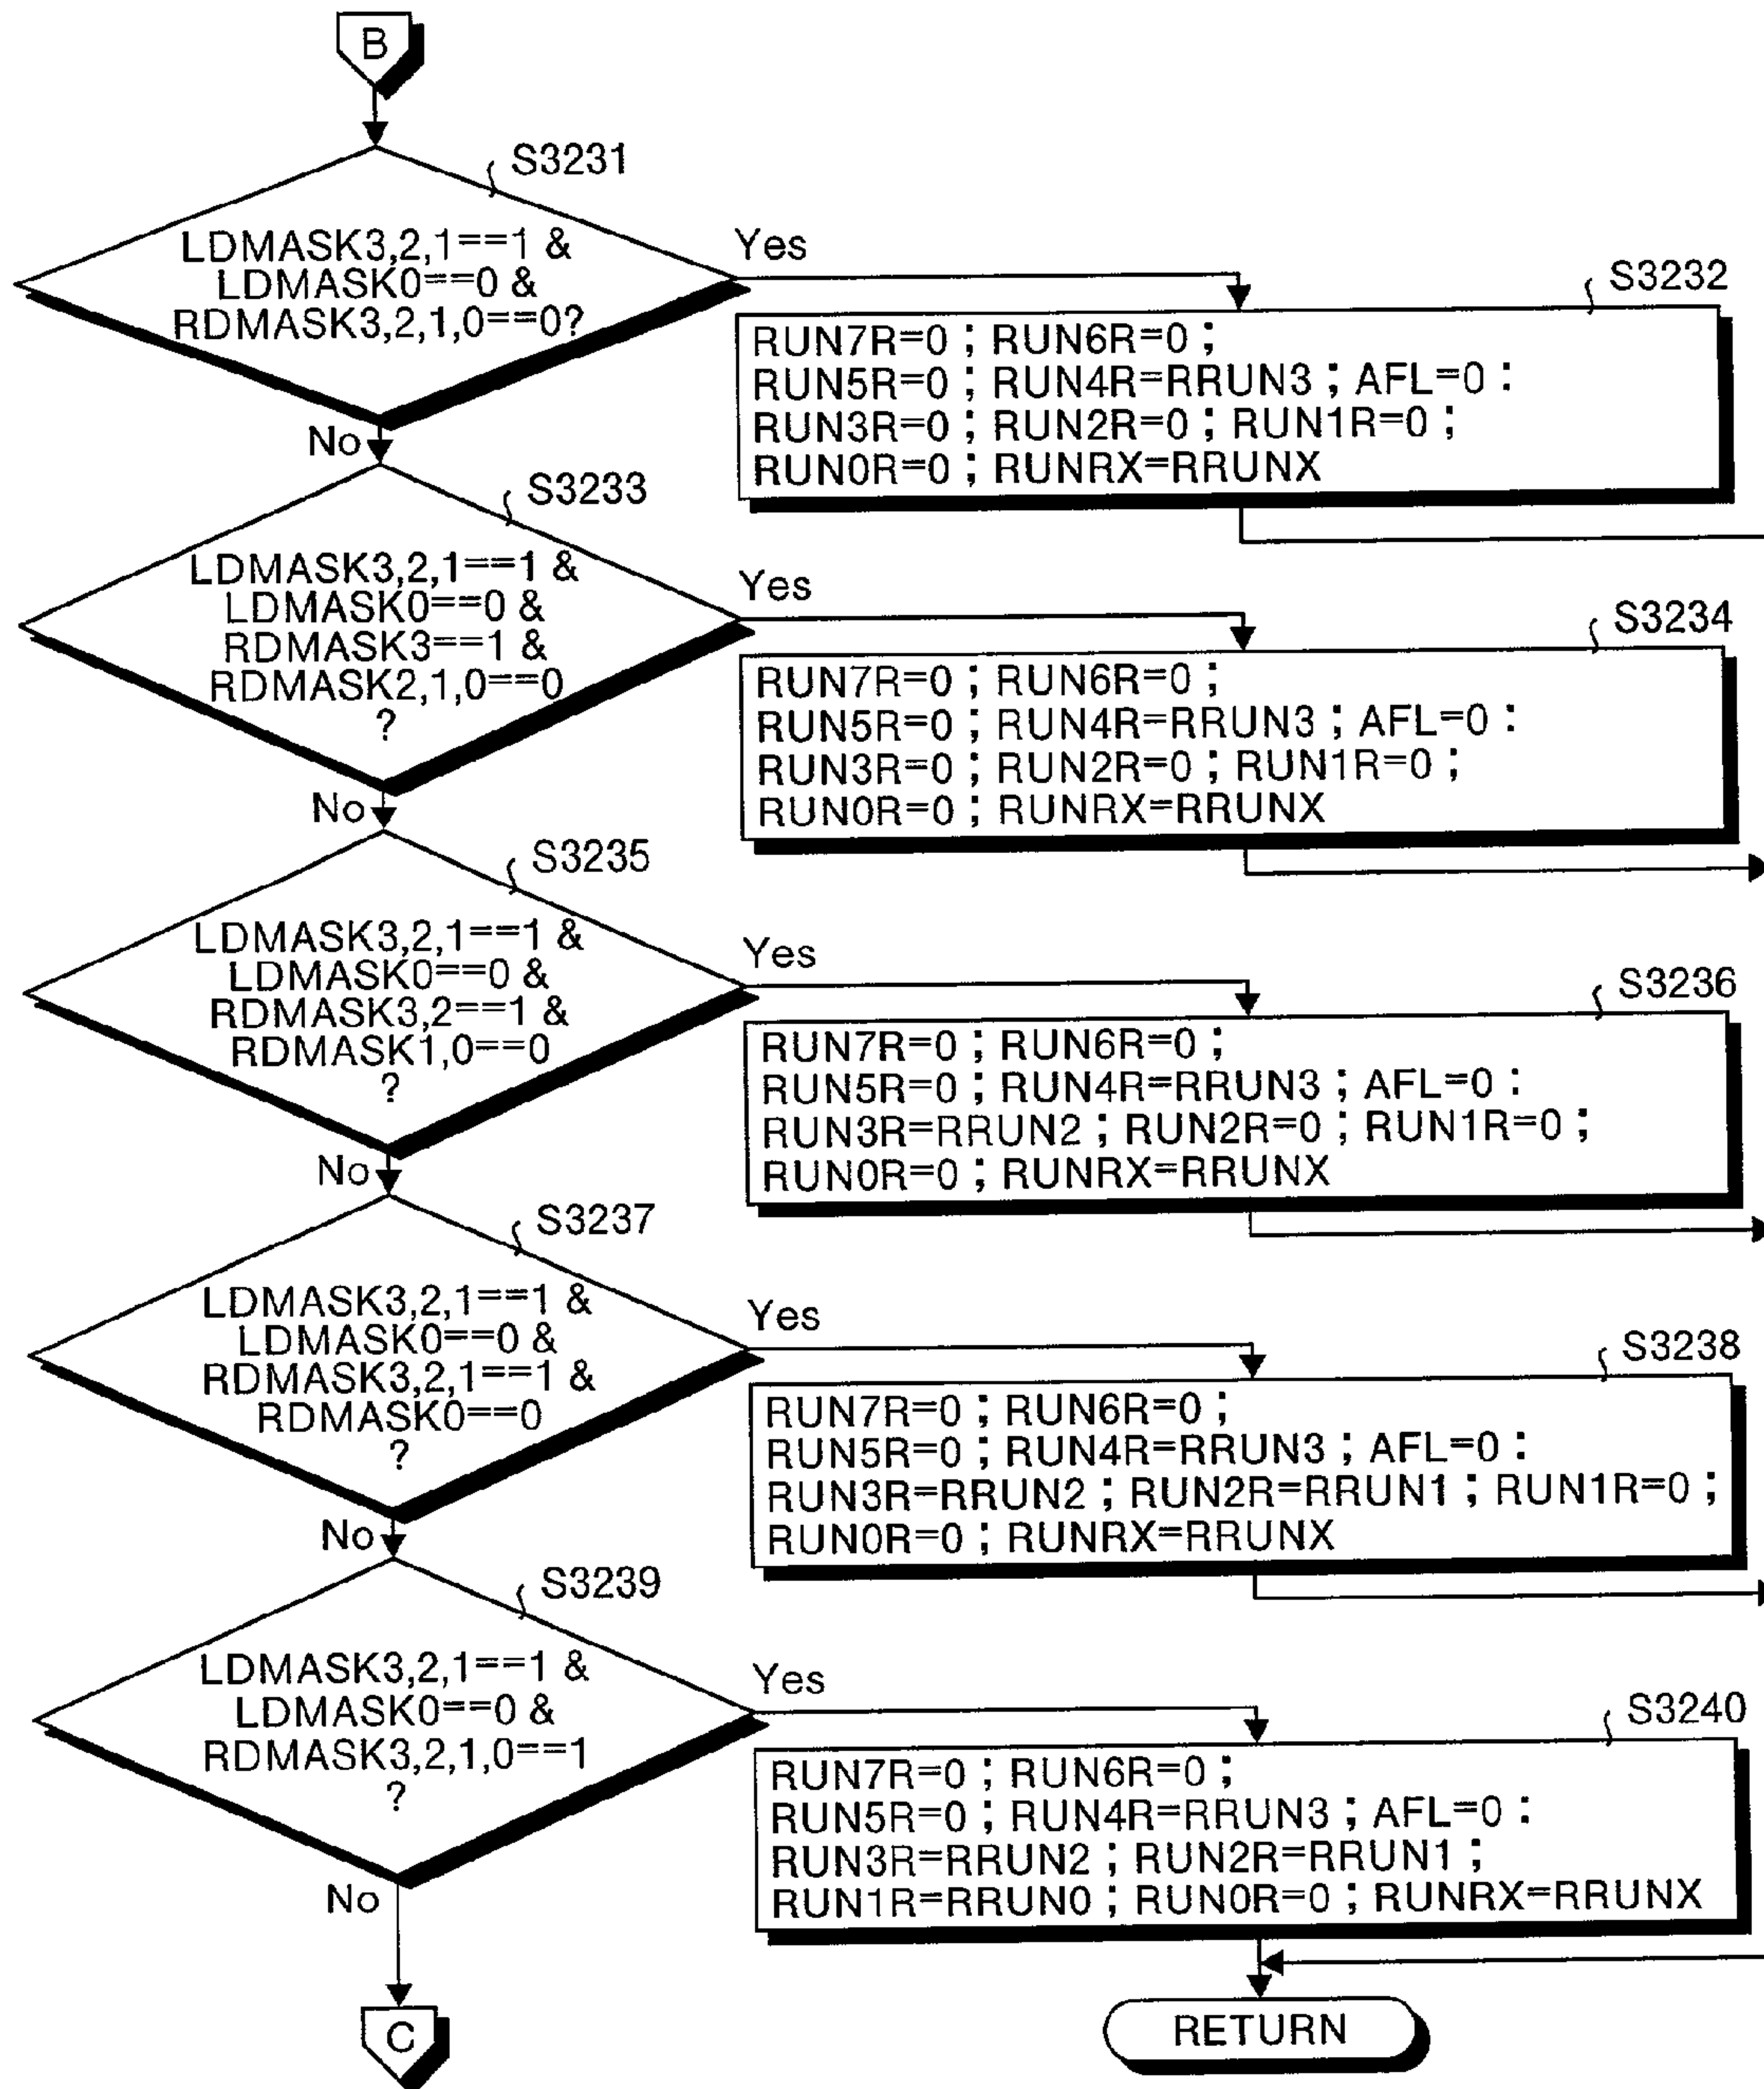 B
S3231
LDMASK3,2,1==1 &
LDMASK0==0 &
RDMASK3,2,1,0==0?
Yes
No
S3232
RUN7R=0 ; RUN6R=0 ;
RUN5R=0 ; RUN4R=RRUN3 ; AFL=0 :
RUN3R=0 ; RUN2R=0 ; RUN1R=0 ;
RUN0R=0 ; RUNRX=RRUNX
S3233
LDMASK3,2,1==1 &
LDMASK0==0 &
RDMASK3==1 &
RDMASK2,1,0==0
?
Yes
No
S3234
RUN7R=0 ; RUN6R=0 ;
RUN5R=0 ; RUN4R=RRUN3 ; AFL=0 :
RUN3R=0 ; RUN2R=0 ; RUN1R=0 ;
RUN0R=0 ; RUNRX=RRUNX
S3235
LDMASK3,2,1==1 &
LDMASK0==0 &
RDMASK3,2==1 &
RDMASK1,0==0
?
Yes
No
S3236
RUN7R=0 ; RUN6R=0 ;
RUN5R=0 ; RUN4R=RRUN3 ; AFL=0 :
RUN3R=RRUN2 ; RUN2R=0 ; RUN1R=0 ;
RUN0R=0 ; RUNRX=RRUNX
S3237
LDMASK3,2,1==1 &
LDMASK0==0 &
RDMASK3,2,1==1 &
RDMASK0==0
?
Yes
No
S3238
RUN7R=0 ; RUN6R=0 ;
RUN5R=0 ; RUN4R=RRUN3 ; AFL=0 :
RUN3R=RRUN2 ; RUN2R=RRUN1 ; RUN1R=0 ;
RUN0R=0 ; RUNRX=RRUNX
S3239
LDMASK3,2,1==1 &
LDMASK0==0 &
RDMASK3,2,1,0==1
?
Yes
No
S3240
RUN7R=0 ; RUN6R=0 ;
RUN5R=0 ; RUN4R=RRUN3 ; AFL=0 :
RUN3R=RRUN2 ; RUN2R=RRUN1 ;
RUN1R=RRUN0 ; RUN0R=0 ; RUNRX=RRUNX
C
RETURN